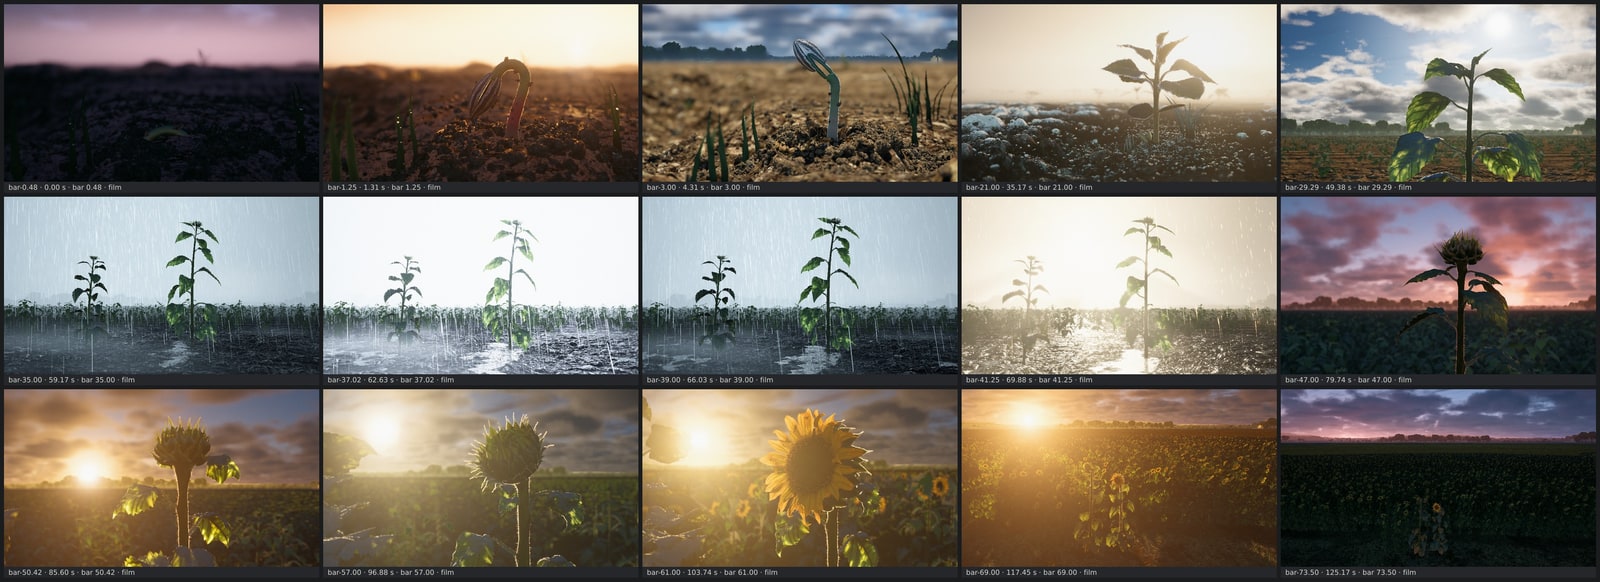 bar-0.48 · 0.00 s · bar 0.48 · film
bar-1.25 · 1.31 s · bar 1.25 · film
bar-3.00 · 4.31 s · bar 3.00 · film
bar-21.00 · 35.17 s · bar 21.00 · film
bar-29.29 · 49.38 s · bar 29.29 · film
bar-35.00 · 59.17 s · bar 35.00 · film
bar-37.02 · 62.63 s · bar 37.02 · film
bar-39.00 · 66.03 s · bar 39.00 · film
bar-41.25 · 69.88 s · bar 41.25 · film
bar-47.00 · 79.74 s · bar 47.00 · film
bar-50.42 · 85.60 s · bar 50.42 · film
bar-57.00 · 96.88 s · bar 57.00 · film
bar-61.00 · 103.74 s · bar 61.00 · film
bar-69.00 · 117.45 s · bar 69.00 · film
bar-73.50 · 125.17 s · bar 73.50 · film